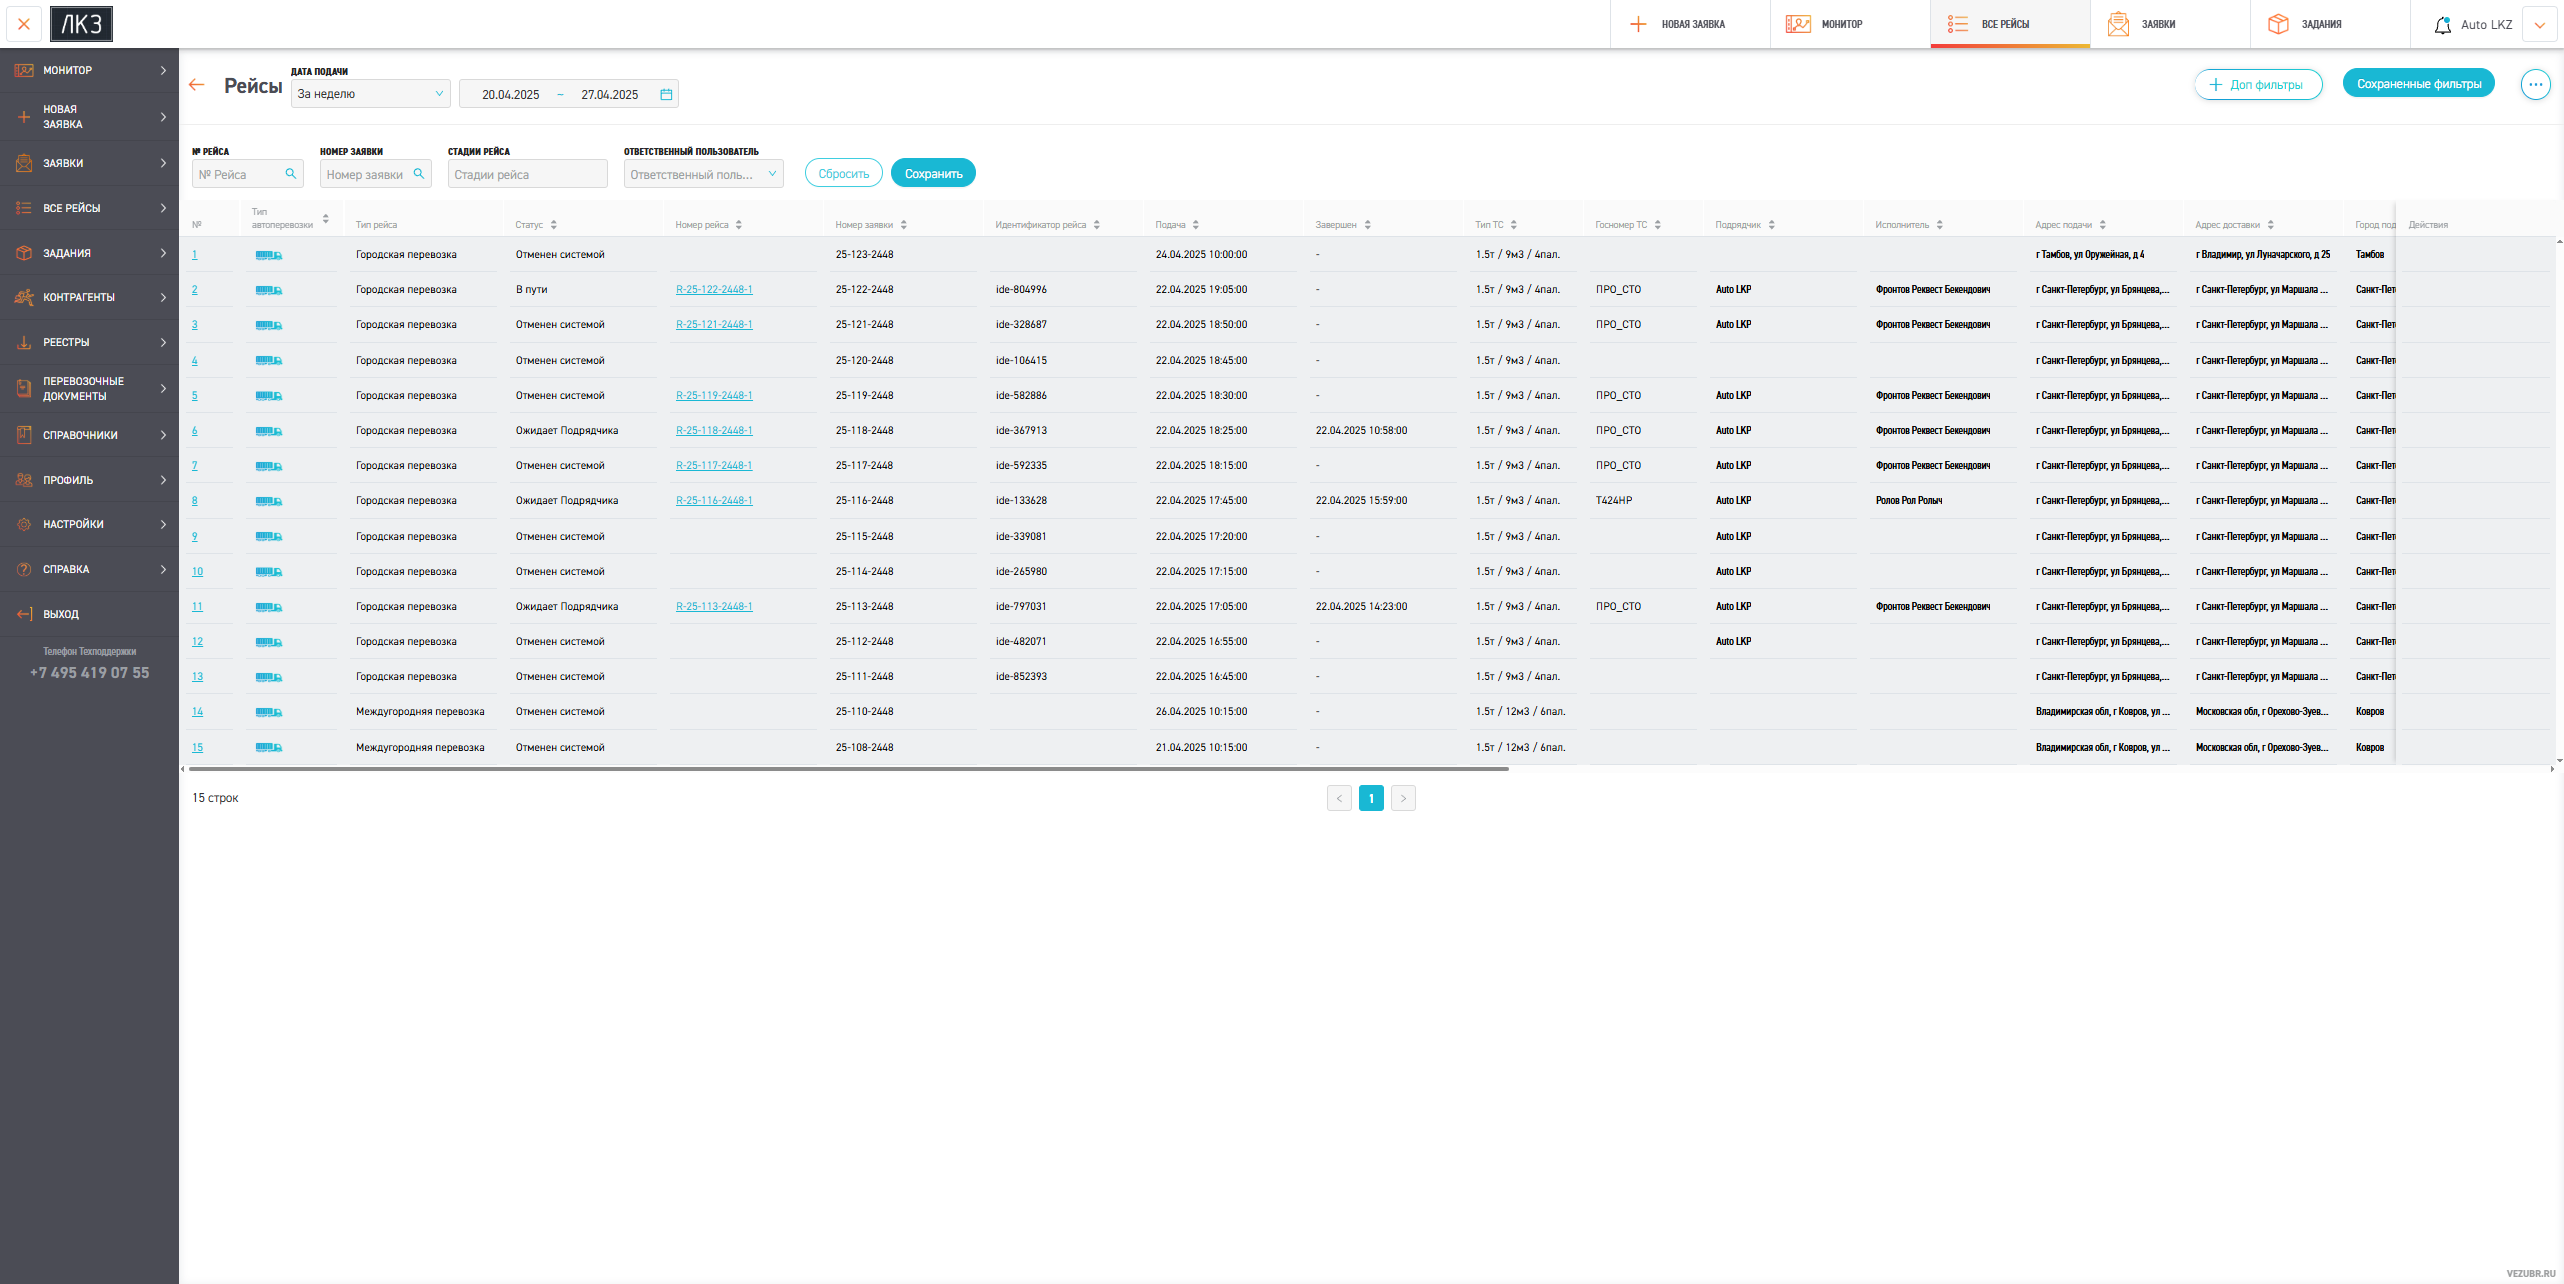 ЛКЗ
НОВАЯ ЗАЯВКА
МОНИТОР
ВСЕ РЕЙСЫ
ЗАЯВКИ
ЗАДАНИЯ
Auto LKZ
МОНИТОР
НОВАЯ
ЗАЯВКА
ЗАЯВКИ
ВСЕ РЕЙСЫ
ЗАДАНИЯ
КОНТРАГЕНТЫ
РЕЕСТРЫ
ПЕРЕВОЗОЧНЫЕ
ДОКУМЕНТЫ
СПРАВОЧНИКИ
ПРОФИЛЬ
НАСТРОЙКИ
СПРАВКА
ВЫХОД
Телефон Техподдержки
+7 495 419 07 55
Рейсы
ДАТА ПОДАЧИ
За неделю
20.04.2025 ~ 27.04.2025
+ Доп фильтры
Сохраненные фильтры
№ РЕЙСА
№ Рейса
НОМЕР ЗАЯВКИ
Номер заявки
СТАДИИ РЕЙСА
Стадии рейса
ОТВЕТСТВЕННЫЙ ПОЛЬЗОВАТЕЛЬ
Ответственный поль...
Сбросить
Сохранить
№ Тип автоперевозки Тип рейса Статус Номер рейса Номер заявки Идентификатор рейса Подача Завершен Тип ТС Госномер ТС Подрядчик Исполнитель Адрес подачи Адрес доставки Город под Действия
1 Городская перевозка Отменен системой 25-123-2448 24.04.2025 10:00:00 - 1.5т / 9м3 / 4пал. г Тамбов, ул Оружейная, д 4 г Владимир, ул Луначарского, д 25 Тамбов
2 Городская перевозка В пути R-25-122-2448-1 25-122-2448 ide-804996 22.04.2025 19:05:00 - 1.5т / 9м3 / 4пал. ПРО_СТО Auto LKP Фронтов Реквест Бекендович г Санкт-Петербург, ул Брянцева,... г Санкт-Петербург, ул Маршала ... Санкт-Пет
3 Городская перевозка Отменен системой R-25-121-2448-1 25-121-2448 ide-328687 22.04.2025 18:50:00 - 1.5т / 9м3 / 4пал. ПРО_СТО Auto LKP Фронтов Реквест Бекендович г Санкт-Петербург, ул Брянцева,... г Санкт-Петербург, ул Маршала ... Санкт-Пет
4 Городская перевозка Отменен системой 25-120-2448 ide-106415 22.04.2025 18:45:00 - 1.5т / 9м3 / 4пал. г Санкт-Петербург, ул Брянцева,... г Санкт-Петербург, ул Маршала ... Санкт-Пет
5 Городская перевозка Отменен системой R-25-119-2448-1 25-119-2448 ide-582886 22.04.2025 18:30:00 - 1.5т / 9м3 / 4пал. ПРО_СТО Auto LKP Фронтов Реквест Бекендович г Санкт-Петербург, ул Брянцева,... г Санкт-Петербург, ул Маршала ... Санкт-Пет
6 Городская перевозка Ожидает Подрядчика R-25-118-2448-1 25-118-2448 ide-367913 22.04.2025 18:25:00 22.04.2025 10:58:00 1.5т / 9м3 / 4пал. ПРО_СТО Auto LKP Фронтов Реквест Бекендович г Санкт-Петербург, ул Брянцева,... г Санкт-Петербург, ул Маршала ... Санкт-Пет
7 Городская перевозка Отменен системой R-25-117-2448-1 25-117-2448 ide-592335 22.04.2025 18:15:00 - 1.5т / 9м3 / 4пал. ПРО_СТО Auto LKP Фронтов Реквест Бекендович г Санкт-Петербург, ул Брянцева,... г Санкт-Петербург, ул Маршала ... Санкт-Пет
8 Городская перевозка Ожидает Подрядчика R-25-116-2448-1 25-116-2448 ide-133628 22.04.2025 17:45:00 22.04.2025 15:59:00 1.5т / 9м3 / 4пал. Т424НР Auto LKP Ролов Рол Ролыч г Санкт-Петербург, ул Брянцева,... г Санкт-Петербург, ул Маршала ... Санкт-Пет
9 Городская перевозка Отменен системой 25-115-2448 ide-339081 22.04.2025 17:20:00 - 1.5т / 9м3 / 4пал. Auto LKP г Санкт-Петербург, ул Брянцева,... г Санкт-Петербург, ул Маршала ... Санкт-Пет
10 Городская перевозка Отменен системой 25-114-2448 ide-265980 22.04.2025 17:15:00 - 1.5т / 9м3 / 4пал. Auto LKP г Санкт-Петербург, ул Брянцева,... г Санкт-Петербург, ул Маршала ... Санкт-Пет
11 Городская перевозка Ожидает Подрядчика R-25-113-2448-1 25-113-2448 ide-797031 22.04.2025 17:05:00 22.04.2025 14:23:00 1.5т / 9м3 / 4пал. ПРО_СТО Auto LKP Фронтов Реквест Бекендович г Санкт-Петербург, ул Брянцева,... г Санкт-Петербург, ул Маршала ... Санкт-Пет
12 Городская перевозка Отменен системой 25-112-2448 ide-482071 22.04.2025 16:55:00 - 1.5т / 9м3 / 4пал. Auto LKP г Санкт-Петербург, ул Брянцева,... г Санкт-Петербург, ул Маршала ... Санкт-Пет
13 Городская перевозка Отменен системой 25-111-2448 ide-852393 22.04.2025 16:45:00 - 1.5т / 9м3 / 4пал. г Санкт-Петербург, ул Брянцева,... г Санкт-Петербург, ул Маршала ... Санкт-Пет
14 Междугородняя перевозка Отменен системой 25-110-2448 26.04.2025 10:15:00 - 1.5т / 12м3 / 6пал. Владимирская обл, г Ковров, ул ... Московская обл, г Орехово-Зуев... Ковров
15 Междугородняя перевозка Отменен системой 25-108-2448 21.04.2025 10:15:00 - 1.5т / 12м3 / 6пал. Владимирская обл, г Ковров, ул ... Московская обл, г Орехово-Зуев... Ковров
15 строк
< 1 >
VEZUBR.RU